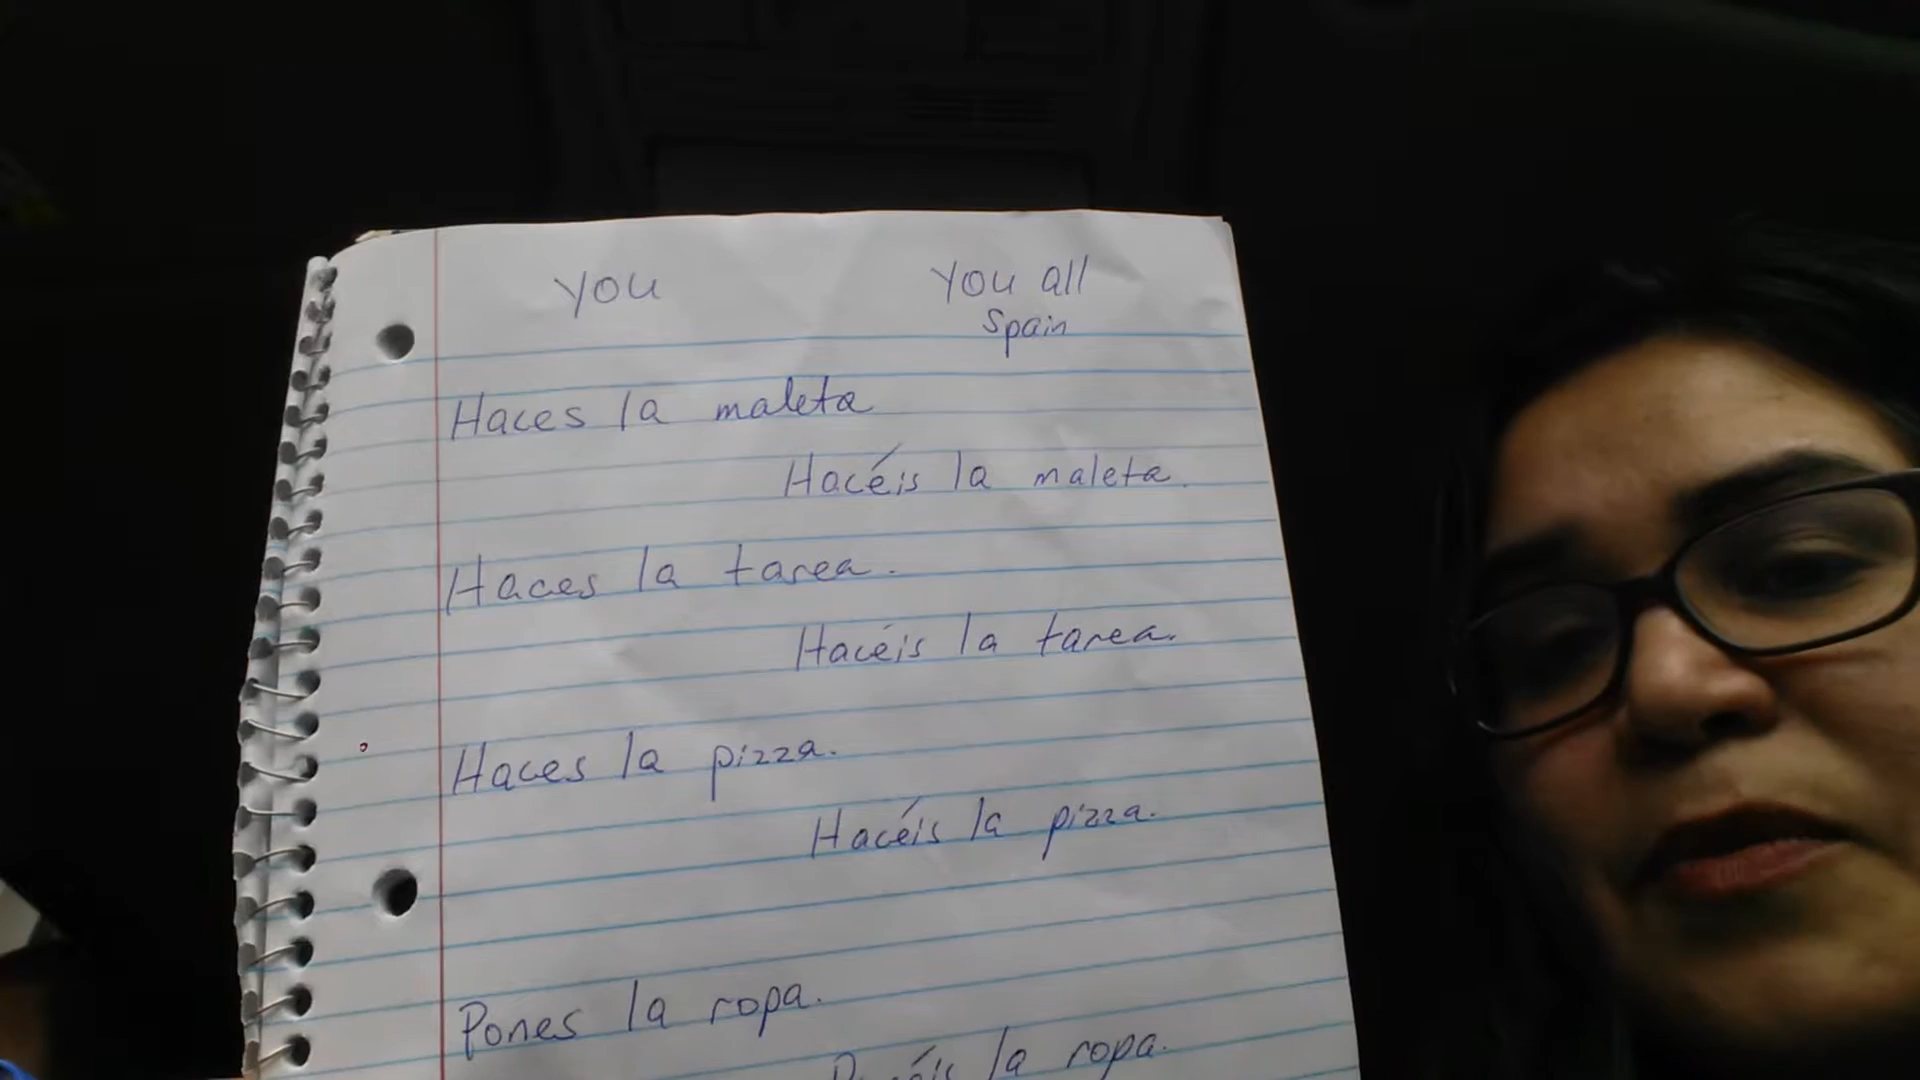 You You all
Spain
Haces la maleta
Hacéis la maleta.
Haces la tarea.
Hacéis la tarea.
Haces la pizza.
Hacéis la pizza.
Pones la ropa.
la ropa.